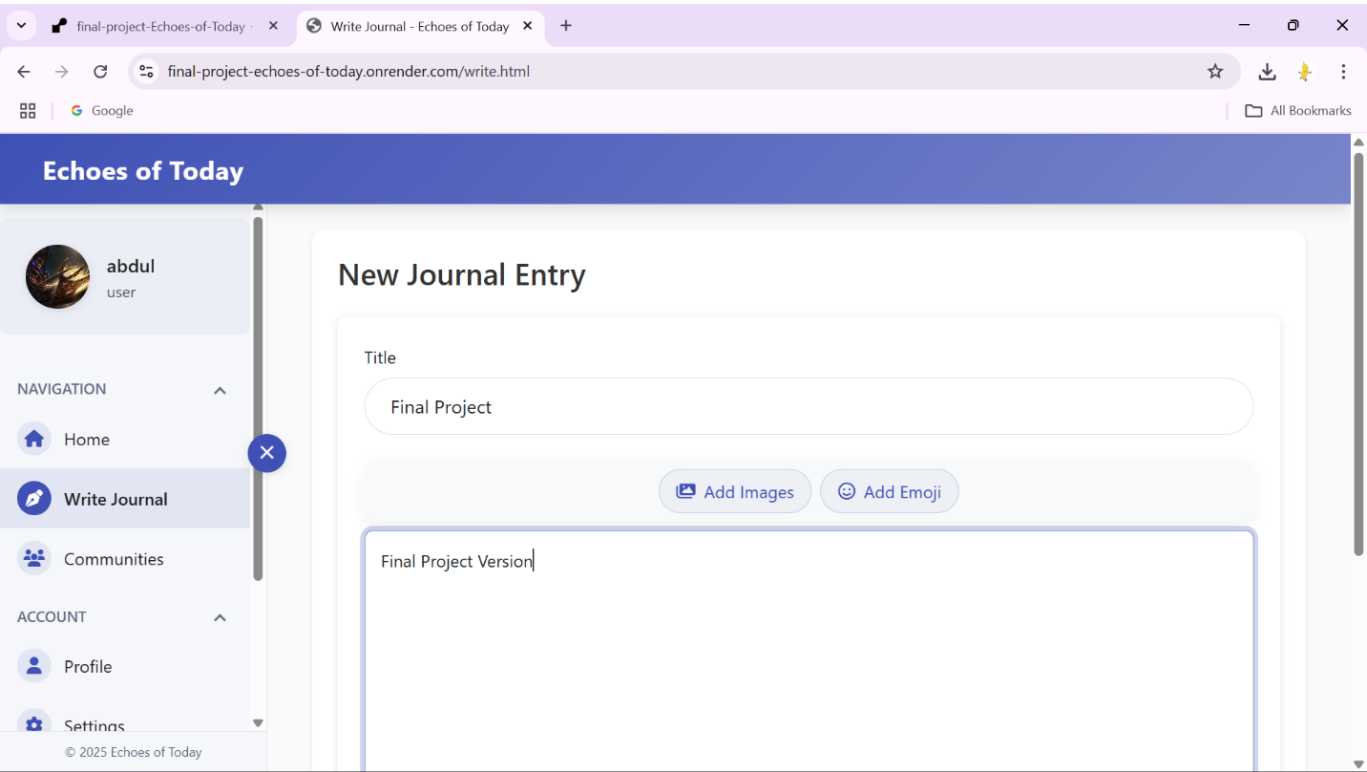 final-project-Echoes-of-Today ·
Write Journal - Echoes of Today
final-project-echoes-of-today.onrender.com/write.html
Google
All Bookmarks
Echoes of Today
abdul
user
NAVIGATION
Home
Write Journal
Communities
ACCOUNT
Profile
Settings
© 2025 Echoes of Today
New Journal Entry
Title
Final Project
Add Images
Add Emoji
Final Project Version